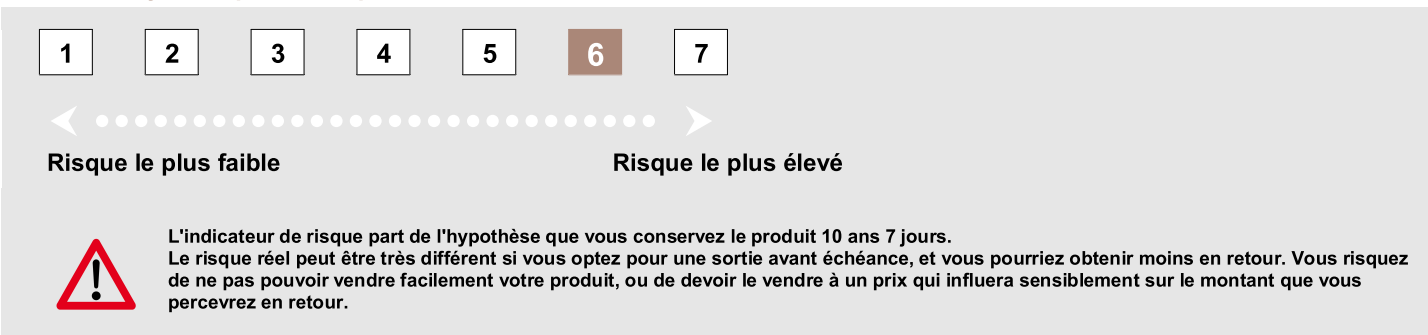 1 2 3 4 5 6 7
Risque le plus faible Risque le plus élevé
L'indicateur de risque part de l'hypothèse que vous conservez le produit 10 ans 7 jours.
Le risque réel peut être très différent si vous optez pour une sortie avant échéance, et vous pourriez obtenir moins en retour. Vous risquez
de ne pas pouvoir vendre facilement votre produit, ou de devoir le vendre à un prix qui influera sensiblement sur le montant que vous
percevrez en retour.